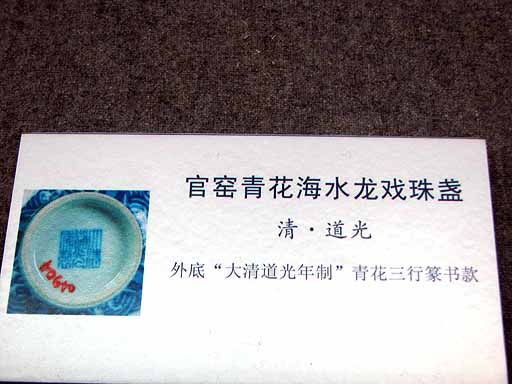 官窑青花海水龙戏珠盏
清·道光
外底“大清道光年制”青花三行篆书款